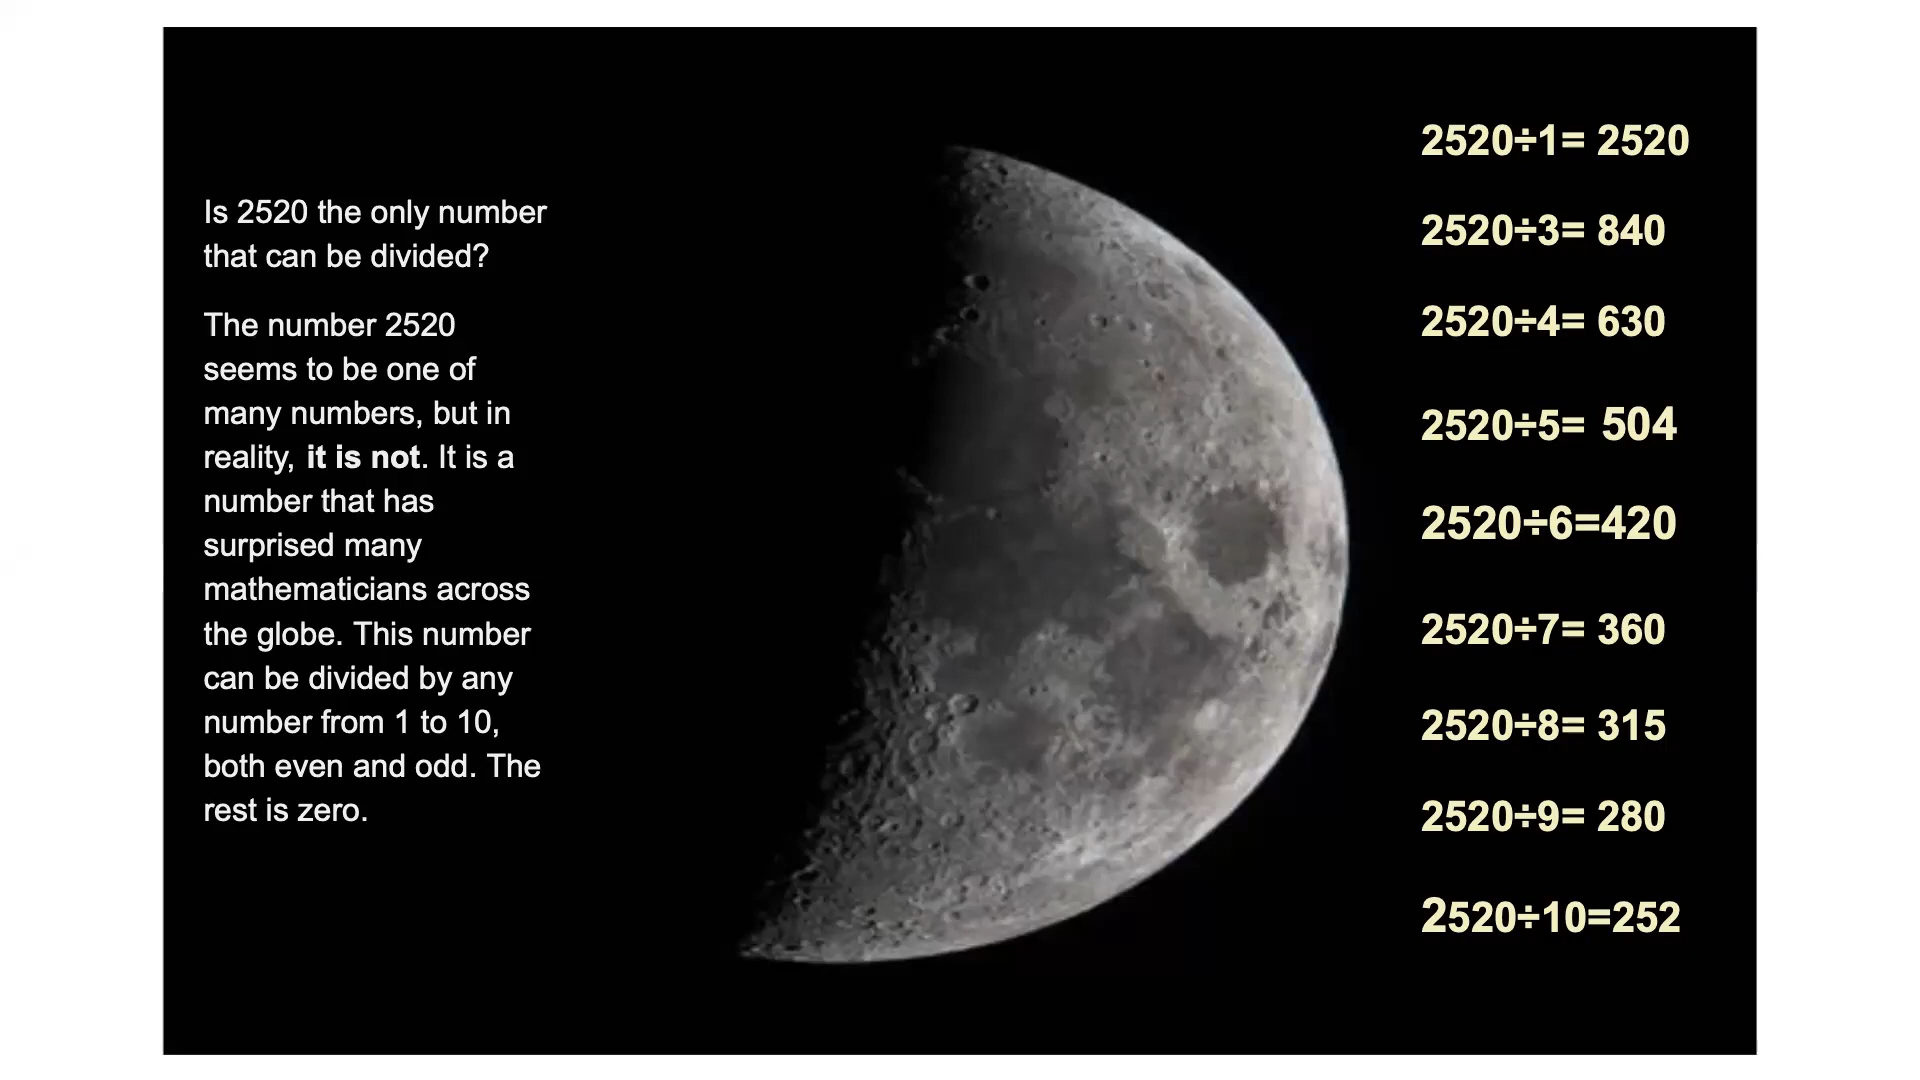 Is 2520 the only number
that can be divided?
The number 2520
seems to be one of
many numbers, but in
reality, it is not. It is a
number that has
surprised many
mathematicians across
the globe. This number
can be divided by any
number from 1 to 10,
both even and odd. The
rest is zero.
2520÷1= 2520
2520÷3= 840
2520÷4= 630
2520÷5= 504
2520÷6=420
2520÷7= 360
2520÷8= 315
2520÷9= 280
2520÷10=252